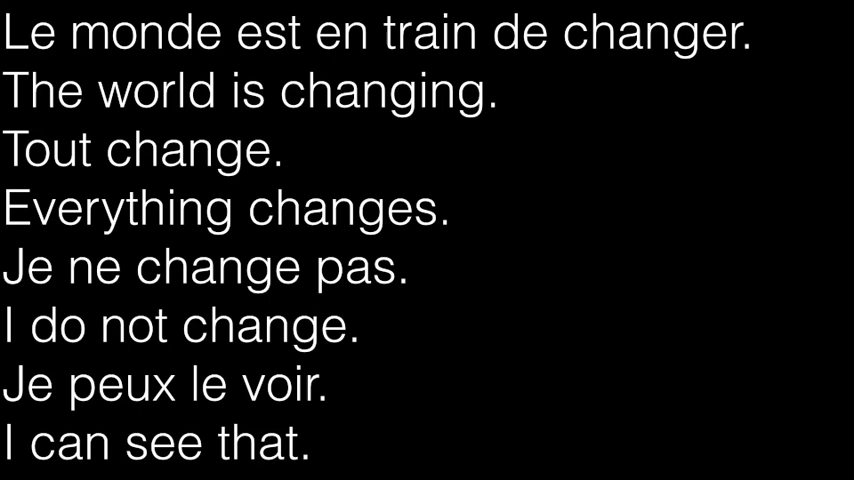 Le monde est en train de changer.
The world is changing.
Tout change.
Everything changes.
Je ne change pas.
I do not change.
Je peux le voir.
I can see that.